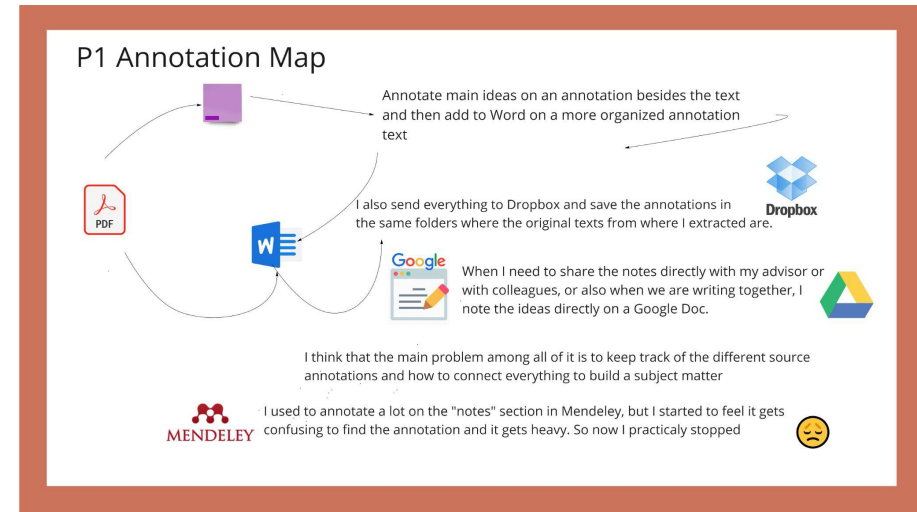 P1 Annotation Map
Annotate main ideas on an annotation besides the text
and then add to Word on a more organized annotation
text
PDF
Dropbox
I also send everything to Dropbox and save the annotations in
the same folders where the original texts from where I extracted are.
W
Google
When I need to share the notes directly with my advisor or
with colleagues, or also when we are writing together, I
note the ideas directly on a Google Doc.
I think that the main problem among all of it is to keep track of the different source
annotations and how to connect everything to build a subject matter
MENDELEY
I used to annotate a lot on the "notes" section in Mendeley, but I started to feel it gets
confusing to find the annotation and it gets heavy. So now I practicaly stopped